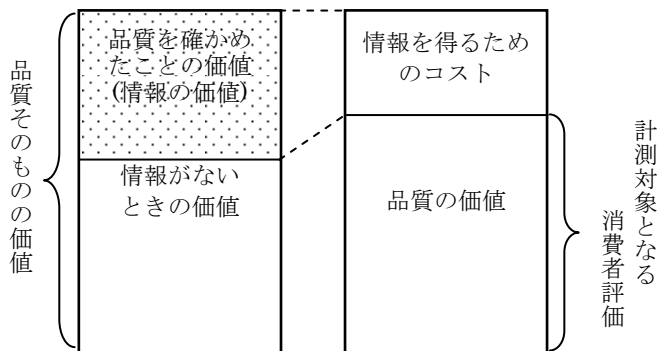 品質そのものの価値
品質を確かめ
たことの価値
(情報の価値)
情報がない
ときの価値
情報を得るため
のコスト
品質の価値
計測対象となる
消費者評価